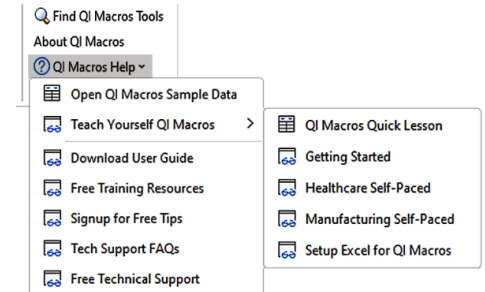 Find QI Macros Tools
About QI Macros
QI Macros Help
Open QI Macros Sample Data
Teach Yourself QI Macros
Download User Guide
Free Training Resources
Signup for Free Tips
Tech Support FAQs
Free Technical Support
QI Macros Quick Lesson
Getting Started
Healthcare Self-Paced
Manufacturing Self-Paced
Setup Excel for QI Macros